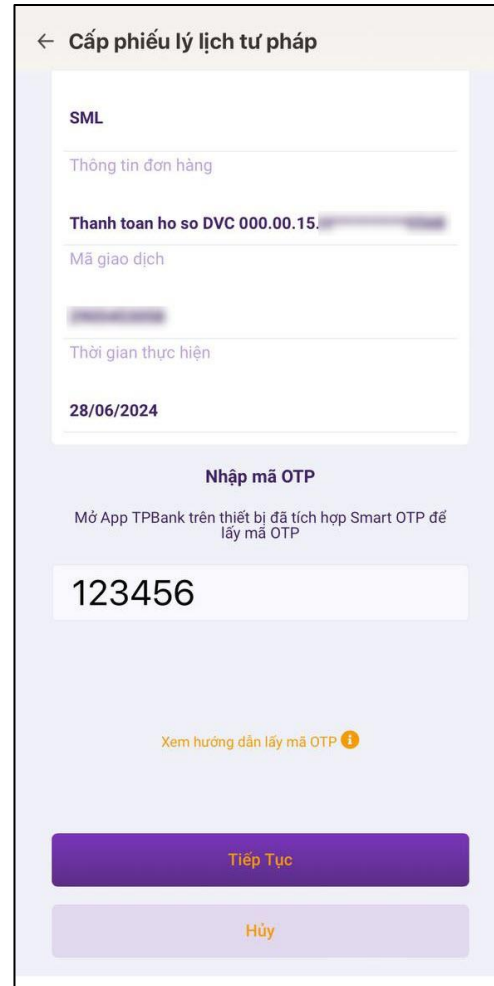 Cấp phiếu lý lịch tư pháp
SML
Thông tin đơn hàng
Thanh toan ho so DVC 000.00.15.
Mã giao dịch
Thời gian thực hiện
28/06/2024
Nhập mã OTP
Mở App TPBank trên thiết bị đã tích hợp Smart OTP để
lấy mã OTP
123456
Xem hướng dẫn lấy mã OTP
Tiếp Tục
Hủy